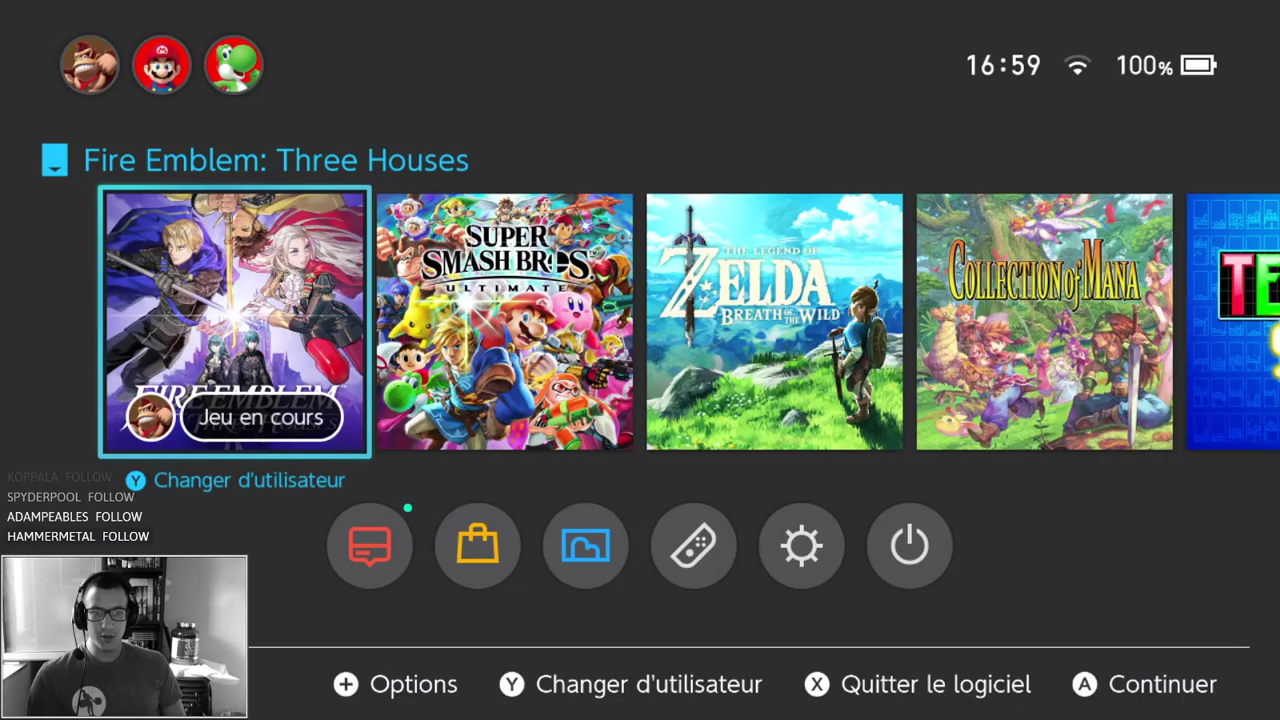 16:59 100%
Fire Emblem: Three Houses
FIRE EMBLEM
Jeu en cours
SUPER
SMASH BROS.
ULTIMATE
THE LEGEND OF
ZELDA
BREATH OF THE WILD
COLLECTION of MANA
TE
Y Changer d'utilisateur
KOPPALA FOLLOW
SPYDERPOOL FOLLOW
ADAMPEABLES FOLLOW
HAMMERMETAL FOLLOW
+ Options Y Changer d'utilisateur X Quitter le logiciel A Continuer